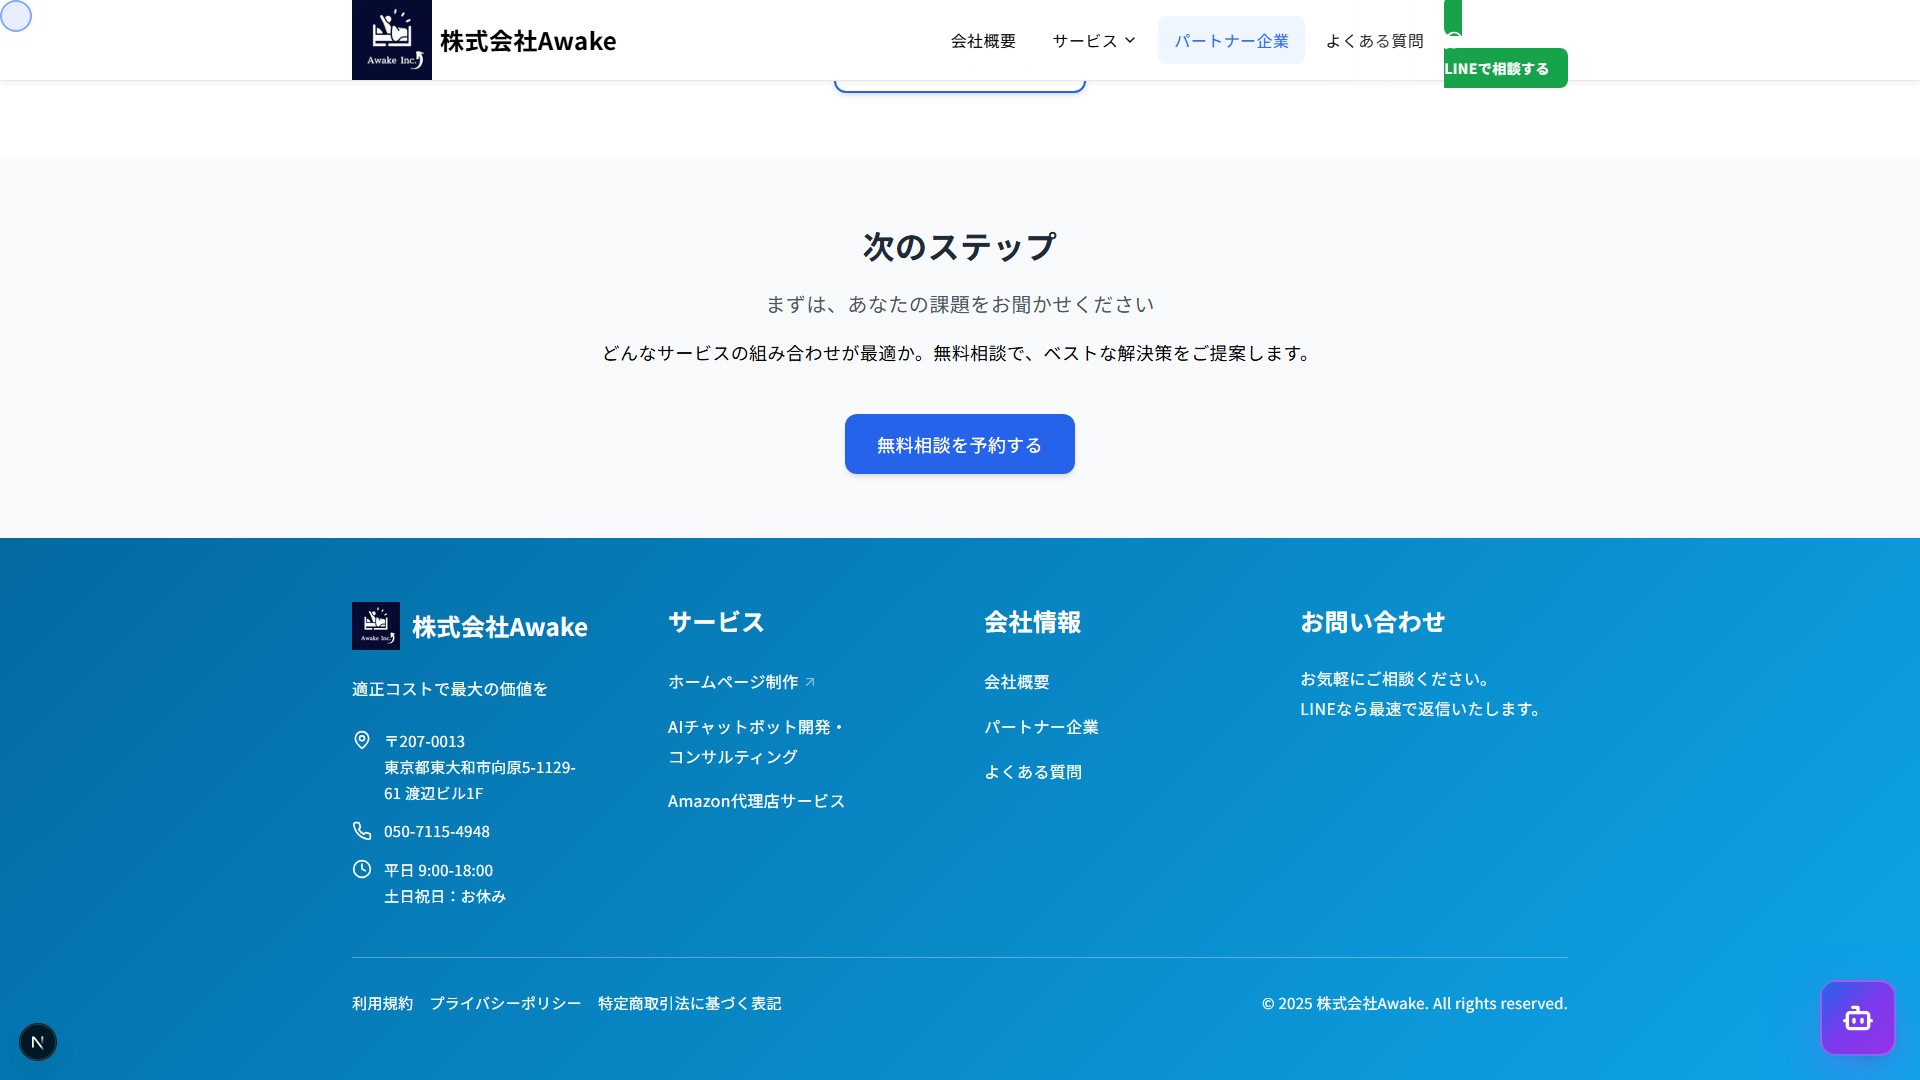 Awake Inc.
株式会社Awake
会社概要
サービス
パートナー企業
よくある質問
LINEで相談する
次のステップ
まずは、あなたの課題をお聞かせください
どんなサービスの組み合わせが最適か。無料相談で、ベストな解決策をご提案します。
無料相談を予約する
Awake Inc.
株式会社Awake
適正コストで最大の価値を
〒207-0013
東京都東大和市向原5-1129-
61 渡辺ビル1F
050-7115-4948
平日 9:00-18:00
土日祝日：お休み
サービス
ホームページ制作
AIチャットボット開発・
コンサルティング
Amazon代理店サービス
会社情報
会社概要
パートナー企業
よくある質問
お問い合わせ
お気軽にご相談ください。
LINEなら最速で返信いたします。
利用規約
プライバシーポリシー
特定商取引法に基づく表記
© 2025 株式会社Awake. All rights reserved.
N